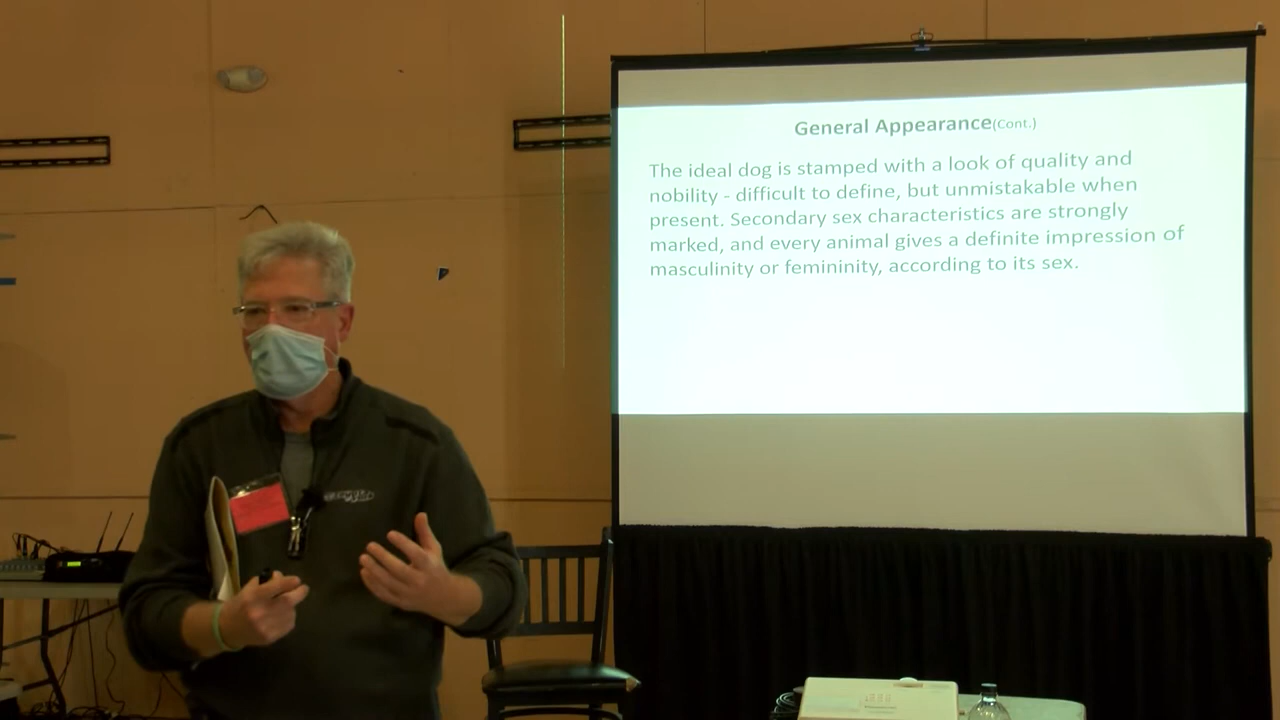 General Appearance(Cont.)
The ideal dog is stamped with a look of quality and
nobility - difficult to define, but unmistakable when
present. Secondary sex characteristics are strongly
marked, and every animal gives a definite impression of
masculinity or femininity, according to its sex.